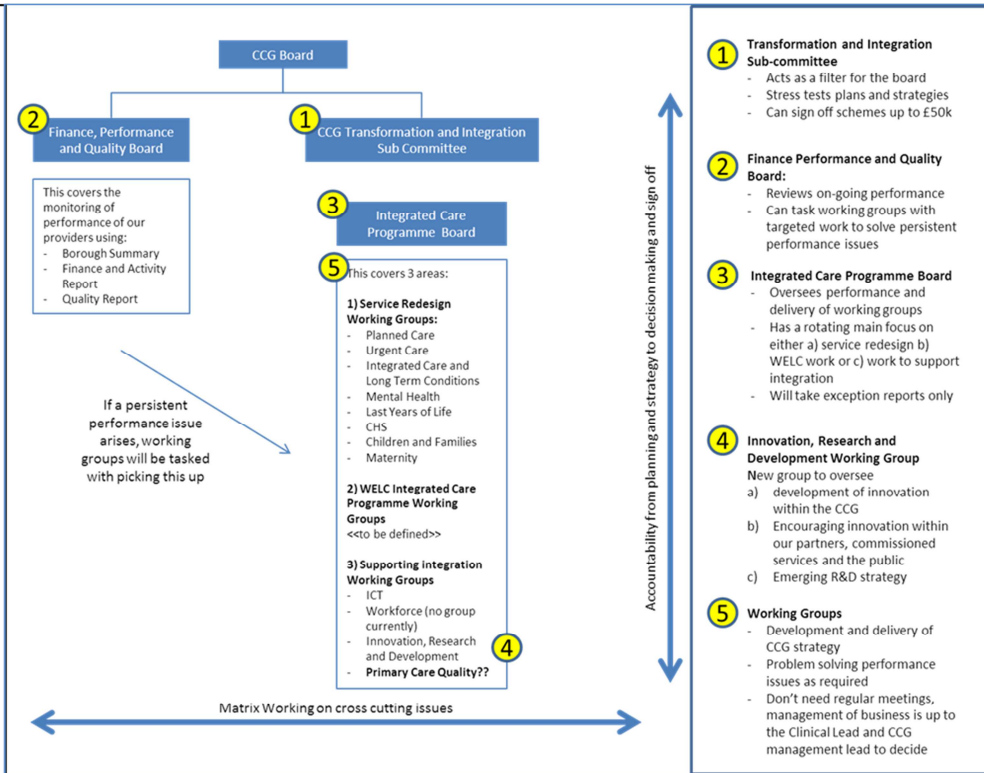 CCG Board
2
Finance, Performance
and Quality Board
1
CCG Transformation and Integration
Sub Committee
This covers the
monitoring of
performance of our
providers using:
- Borough Summary
- Finance and Activity
Report
- Quality Report
3
Integrated Care
Programme Board
5
This covers 3 areas:
1) Service Redesign
Working Groups:
- Planned Care
- Urgent Care
- Integrated Care and
Long Term Conditions
- Mental Health
- Last Years of Life
- CHS
- Children and Families
- Maternity
2) WELC Integrated Care
Programme Working
Groups
<<to be defined>>
3) Supporting integration
Working Groups
- ICT
- Workforce (no group
currently)
- Innovation, Research
and Development
- Primary Care Quality??
4
If a persistent
performance issue
arises, working
groups will be tasked
with picking this up
Matrix Working on cross cutting issues
Accountability from planning and strategy to decision making and sign off
1
Transformation and Integration
Sub-committee
- Acts as a filter for the board
- Stress tests plans and strategies
- Can sign off schemes up to £50k
2
Finance Performance and Quality
Board:
- Reviews on-going performance
- Can task working groups with
targeted work to solve persistent
performance issues
3
Integrated Care Programme Board
- Oversees performance and
delivery of working groups
- Has a rotating main focus on
either a) service redesign b)
WELC work or c) work to support
integration
- Will take exception reports only
4
Innovation, Research and
Development Working Group
New group to oversee
a) development of innovation
within the CCG
b) Encouraging innovation within
our partners, commissioned
services and the public
c) Emerging R&D strategy
5
Working Groups
- Development and delivery of
CCG strategy
- Problem solving performance
issues as required
- Don't need regular meetings,
management of business is up to
the Clinical Lead and CCG
management lead to decide